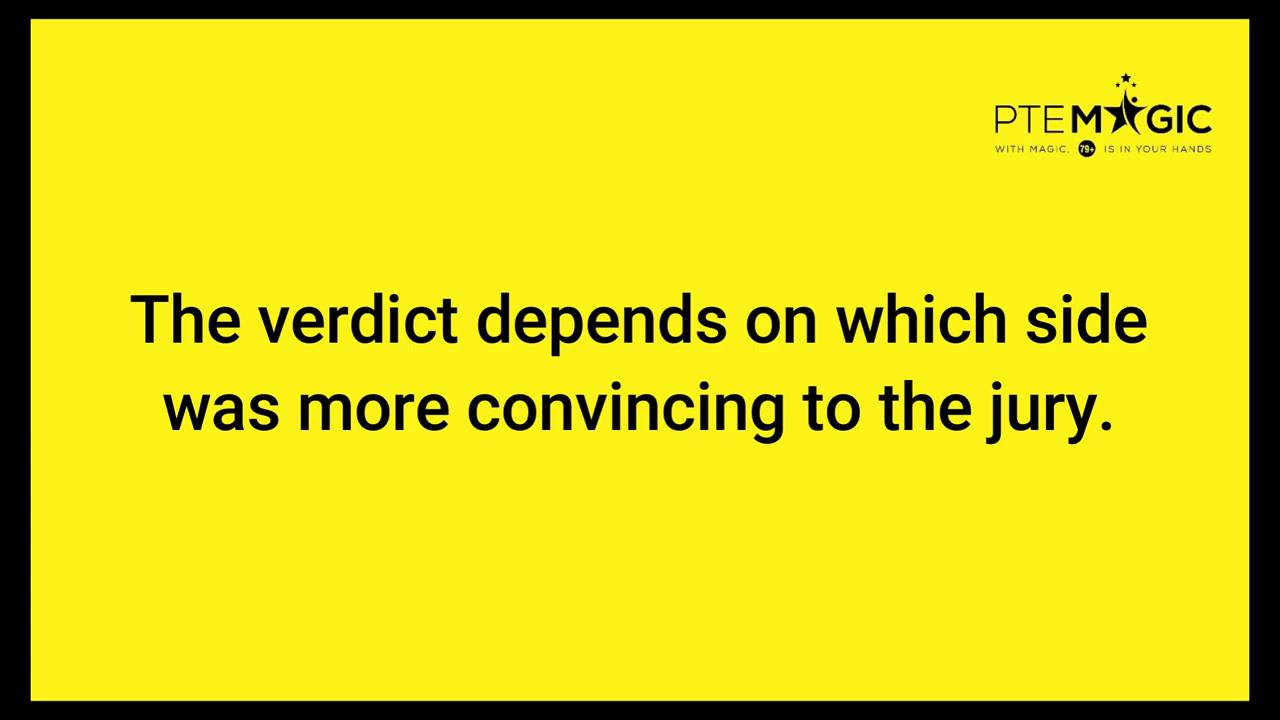 PTEMAGIC
WITH MAGIC, 79+ IS IN YOUR HANDS
The verdict depends on which side
was more convincing to the jury.